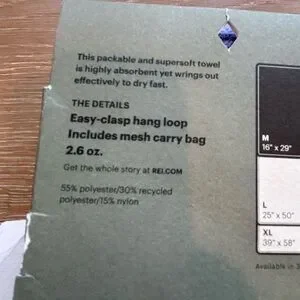 This packable and supersoft towel
is highly absorbent yet wrings out
effectively to dry fast.
THE DETAILS
Easy-clasp hang loop
Includes mesh carry bag
2.6 oz.
Get the whole story at REI.COM
55% polyester/30% recycled
polyester/15% nylon
M
16" x 29"
L
25" x 50"
XL
39" x 58"
Available in